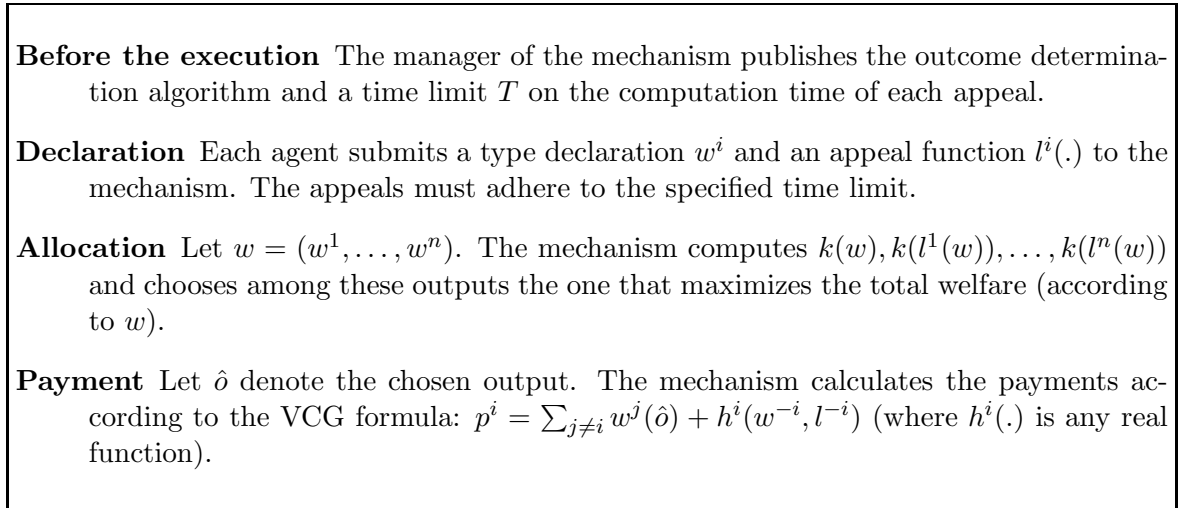 Before the execution The manager of the mechanism publishes the outcome determina-
tion algorithm and a time limit T on the computation time of each appeal.
Declaration Each agent submits a type declaration w^i and an appeal function l^i(.) to the
mechanism. The appeals must adhere to the specified time limit.
Allocation Let w = (w^1, . . . , w^n). The mechanism computes k(w), k(l^1(w)), . . . , k(l^n(w))
and chooses among these outputs the one that maximizes the total welfare (according
to w).
Payment Let ô denote the chosen output. The mechanism calculates the payments ac-
cording to the VCG formula: p^i = ∑_{j≠i} w^j(ô) + h^i(w^{-i}, l^{-i}) (where h^i(.) is any real
function).